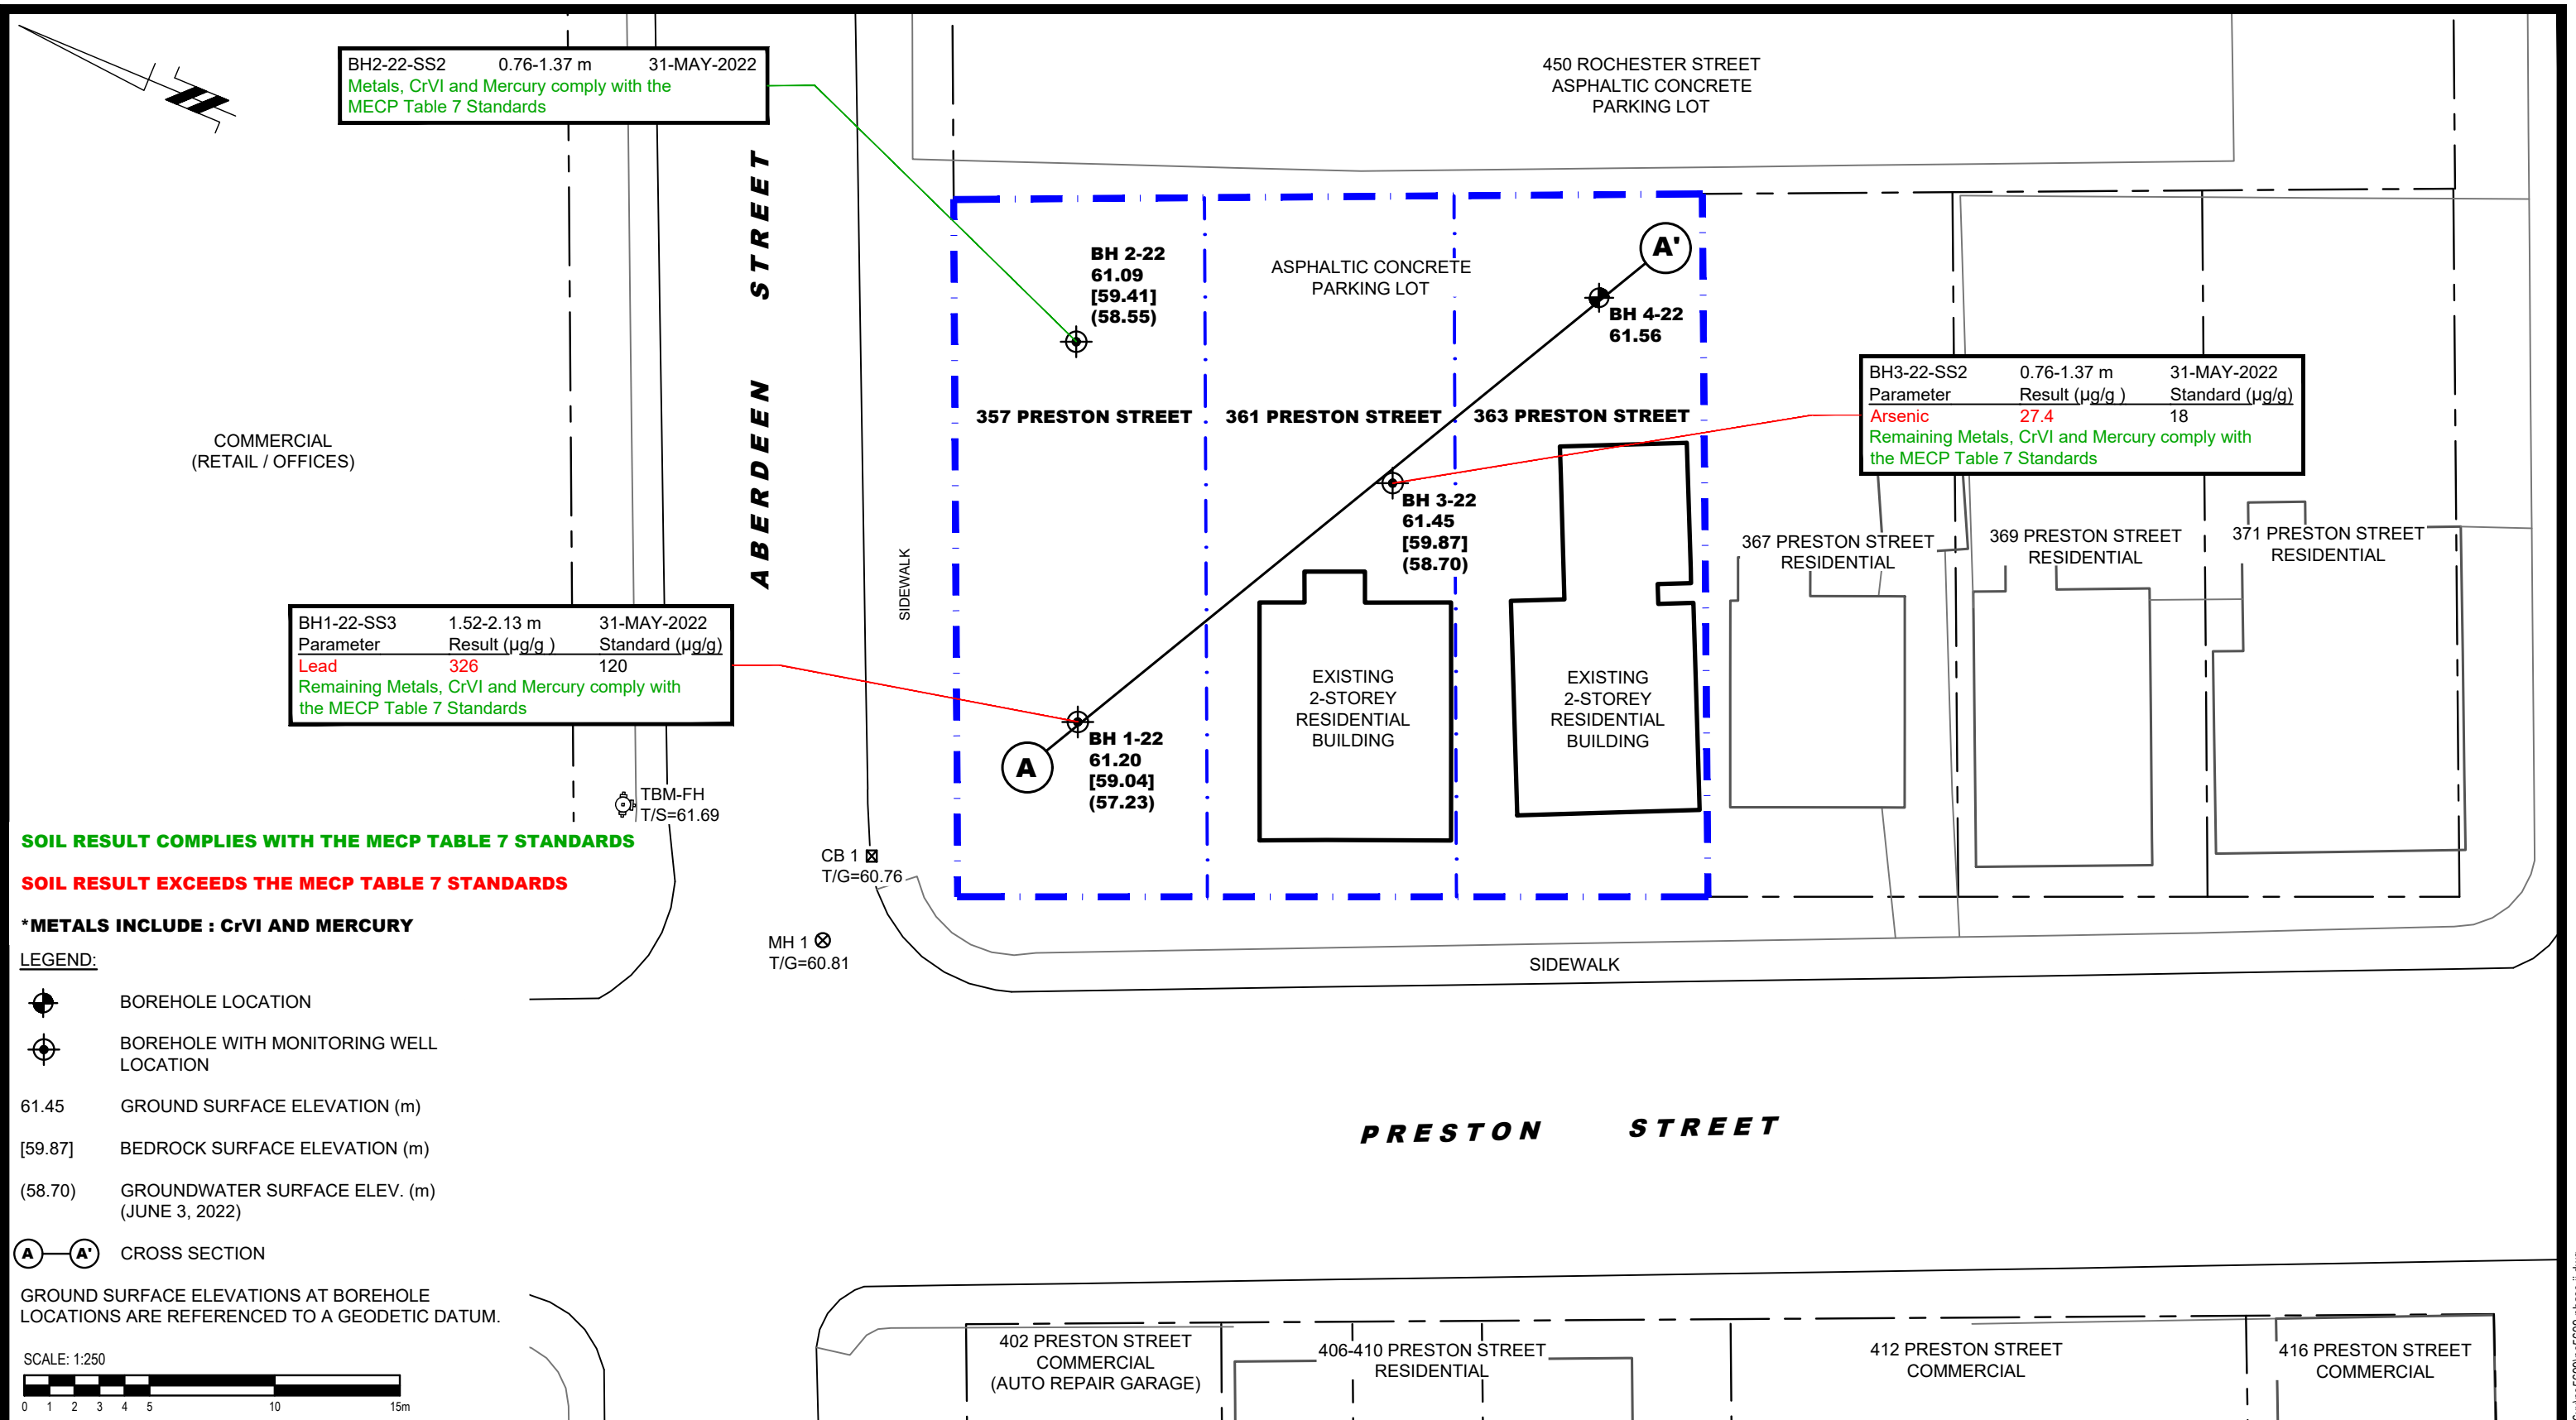 BH2-22-SS2 0.76-1.37 m 31-MAY-2022
Metals, CrVI and Mercury comply with the
MECP Table 7 Standards
450 ROCHESTER STREET
ASPHALTIC CONCRETE
PARKING LOT
ABERDEEN STREET
COMMERCIAL
(RETAIL / OFFICES)
SIDEWALK
BH 2-22
61.09
[59.41]
(58.55)
ASPHALTIC CONCRETE
PARKING LOT
A'
BH 4-22
61.56
357 PRESTON STREET
361 PRESTON STREET
363 PRESTON STREET
BH3-22-SS2 0.76-1.37 m 31-MAY-2022
Parameter Result (µg/g ) Standard (µg/g)
Arsenic 27.4 18
Remaining Metals, CrVI and Mercury comply with
the MECP Table 7 Standards
BH 3-22
61.45
[59.87]
(58.70)
367 PRESTON STREET
RESIDENTIAL
369 PRESTON STREET
RESIDENTIAL
371 PRESTON STREET
RESIDENTIAL
BH1-22-SS3 1.52-2.13 m 31-MAY-2022
Parameter Result (µg/g ) Standard (µg/g)
Lead 326 120
Remaining Metals, CrVI and Mercury comply with
the MECP Table 7 Standards
EXISTING
2-STOREY
RESIDENTIAL
BUILDING
EXISTING
2-STOREY
RESIDENTIAL
BUILDING
A
BH 1-22
61.20
[59.04]
(57.23)
TBM-FH
T/S=61.69
CB 1
T/G=60.76
MH 1
T/G=60.81
SIDEWALK
SOIL RESULT COMPLIES WITH THE MECP TABLE 7 STANDARDS
SOIL RESULT EXCEEDS THE MECP TABLE 7 STANDARDS
*METALS INCLUDE : CrVI AND MERCURY
LEGEND:
BOREHOLE LOCATION
BOREHOLE WITH MONITORING WELL
LOCATION
61.45 GROUND SURFACE ELEVATION (m)
[59.87] BEDROCK SURFACE ELEVATION (m)
(58.70) GROUNDWATER SURFACE ELEV. (m)
(JUNE 3, 2022)
A A' CROSS SECTION
GROUND SURFACE ELEVATIONS AT BOREHOLE
LOCATIONS ARE REFERENCED TO A GEODETIC DATUM.
SCALE: 1:250
0 1 2 3 4 5 10 15m
PRESTON STREET
402 PRESTON STREET
COMMERCIAL
(AUTO REPAIR GARAGE)
406-410 PRESTON STREET
RESIDENTIAL
412 PRESTON STREET
COMMERCIAL
416 PRESTON STREET
COMMERCIAL